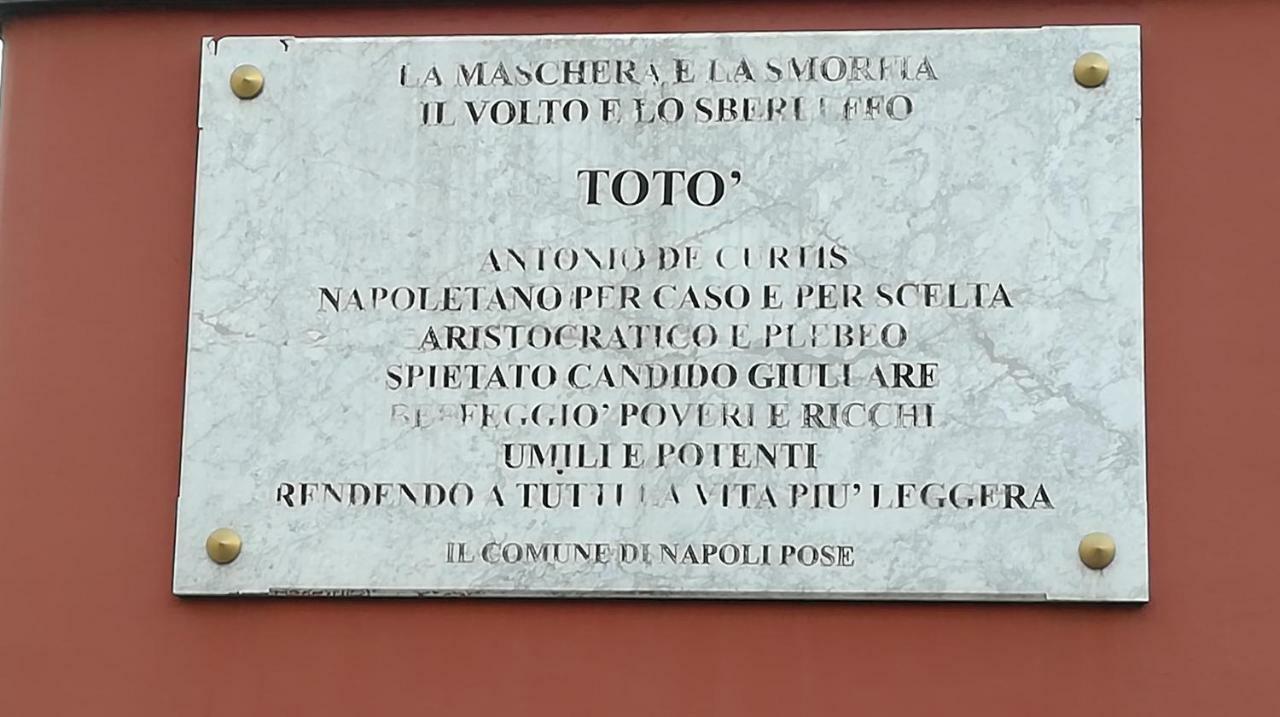 LA MASCHERA E LA SMORFIA
IL VOLTO E LO SBERLEFFO
TOTO'
ANTONIO DE CURTIS
NAPOLETANO PER CASO E PER SCELTA
ARISTOCRATICO E PLEBEO
SPIETATO CANDIDO GIULLARE
BEFFEGGIO' POVERI E RICCHI
UMILI E POTENTI
RENDENDO A TUTTI LA VITA PIU' LEGGERA
IL COMUNE DI NAPOLI POSE